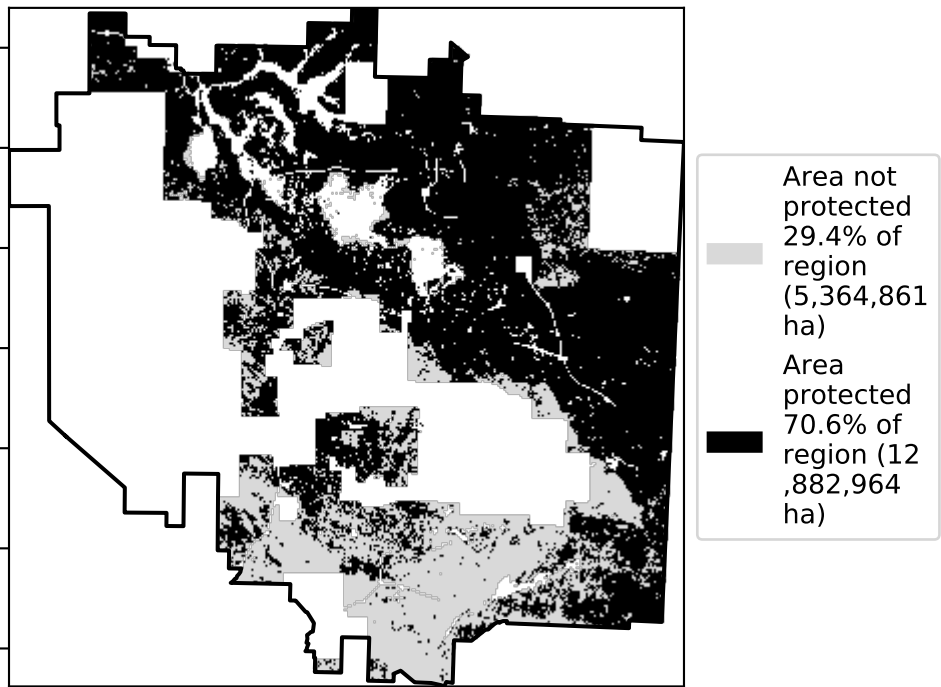 Area not
protected
29.4% of
region
(5,364,861
ha)
Area
protected
70.6% of
region (12
,882,964
ha)